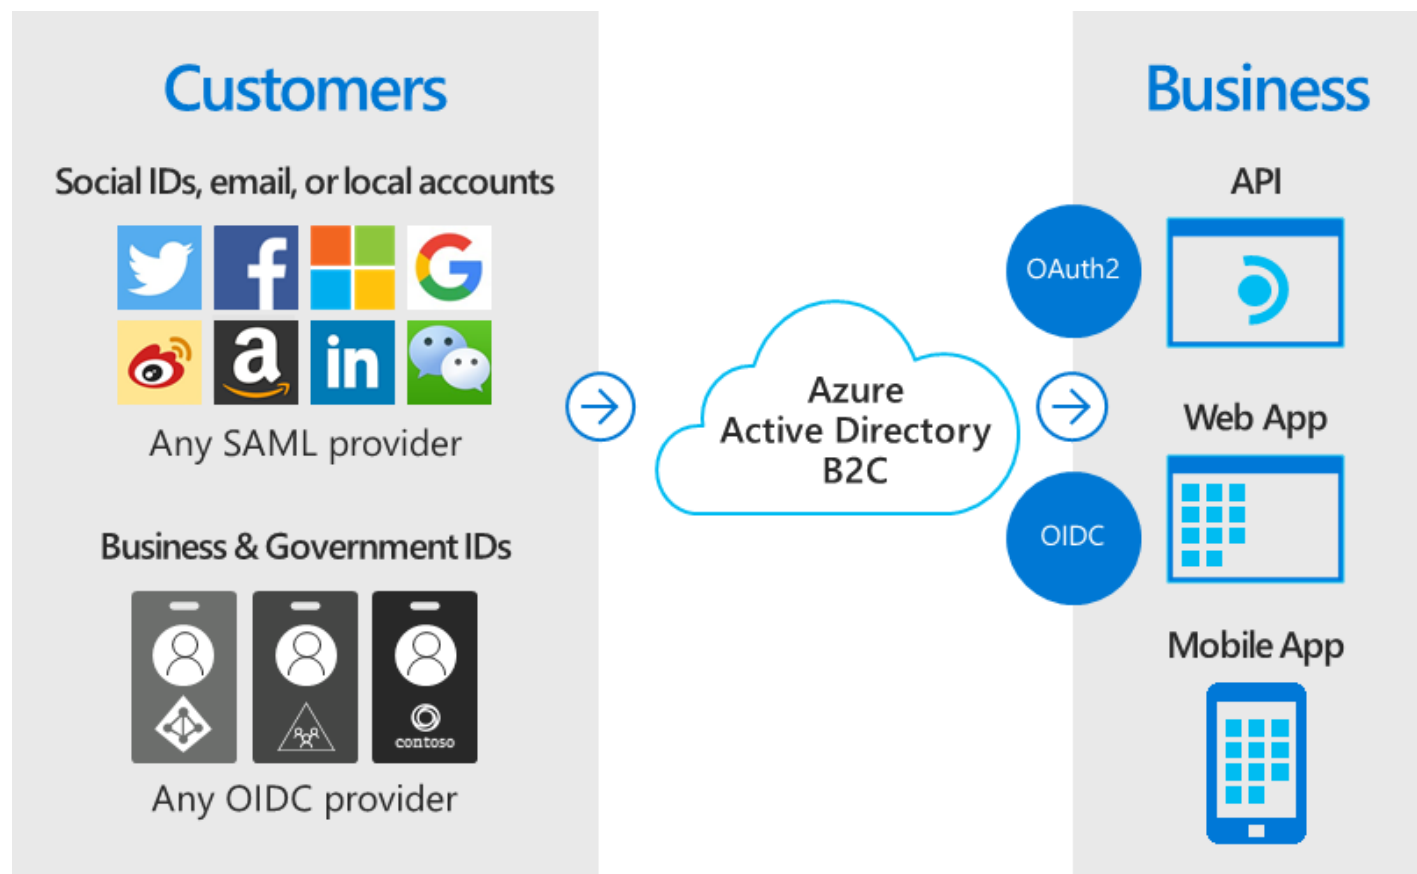 Customers
Social IDs, email, or local accounts
f
G
a
in
Any SAML provider
Business & Government IDs
contoso
Any OIDC provider
Azure
Active Directory
B2C
OAuth2
OIDC
Business
API
Web App
Mobile App